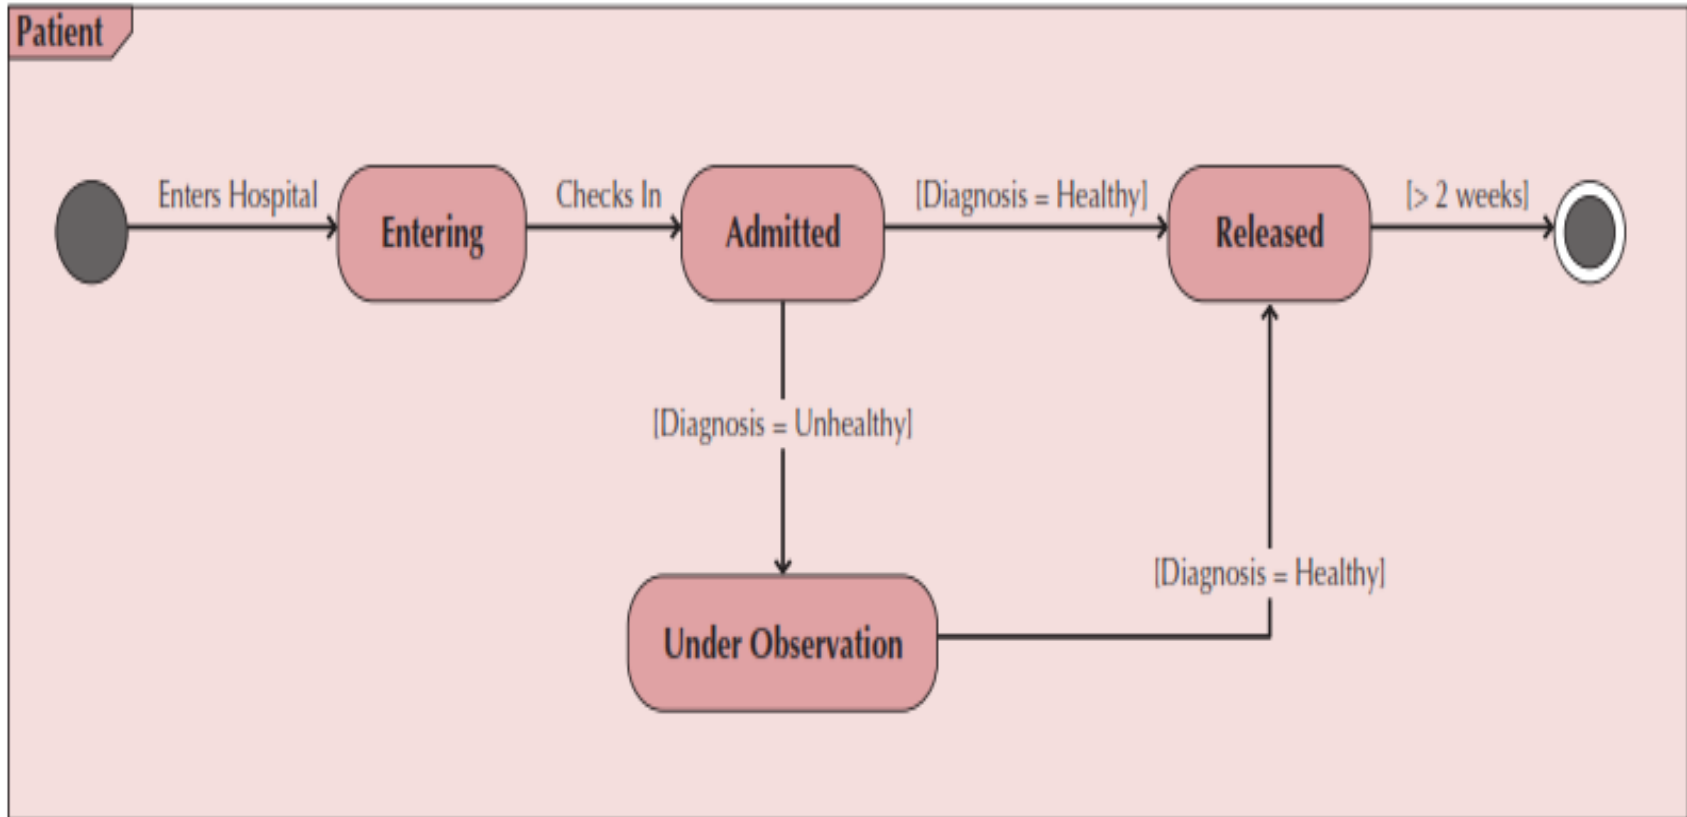 Patient
Enters Hospital
Entering
Checks In
Admitted
[Diagnosis = Healthy]
Released
[> 2 weeks]
[Diagnosis = Unhealthy]
[Diagnosis = Healthy]
Under Observation